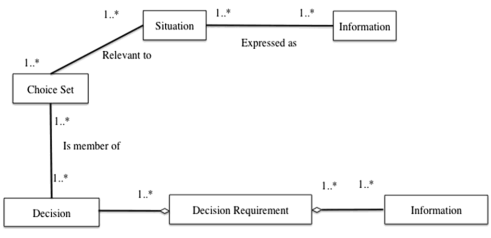 1..*
Situation
1..*
1..*
Information
Expressed as
Relevant to
1..*
Choice Set
1..*
Is member of
1..*
Decision
1..*
Decision Requirement
1..*
1..*
Information